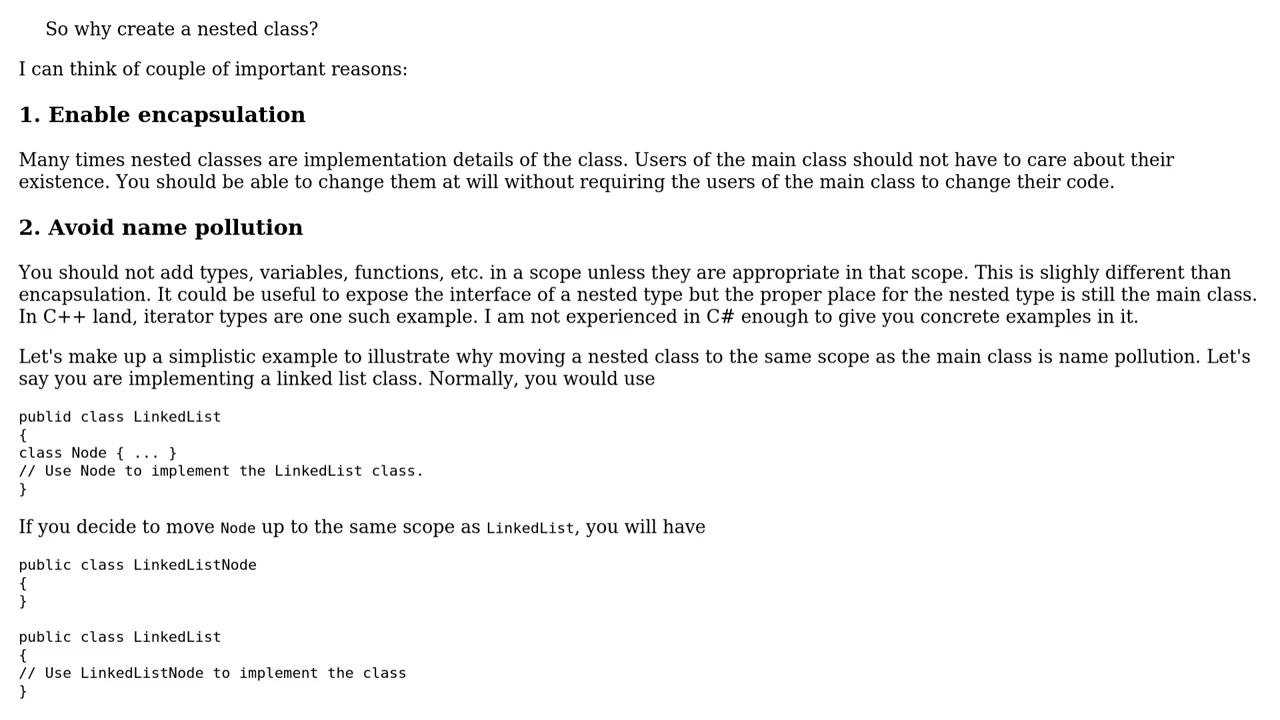 So why create a nested class?
I can think of couple of important reasons:
1. Enable encapsulation
Many times nested classes are implementation details of the class. Users of the main class should not have to care about their
existence. You should be able to change them at will without requiring the users of the main class to change their code.
2. Avoid name pollution
You should not add types, variables, functions, etc. in a scope unless they are appropriate in that scope. This is slighly different than
encapsulation. It could be useful to expose the interface of a nested type but the proper place for the nested type is still the main class.
In C++ land, iterator types are one such example. I am not experienced in C# enough to give you concrete examples in it.
Let's make up a simplistic example to illustrate why moving a nested class to the same scope as the main class is name pollution. Let's
say you are implementing a linked list class. Normally, you would use
publid class LinkedList
{
class Node { ... }
// Use Node to implement the LinkedList class.
}
If you decide to move Node up to the same scope as LinkedList, you will have
public class LinkedListNode
{
}
public class LinkedList
{
// Use LinkedListNode to implement the class
}